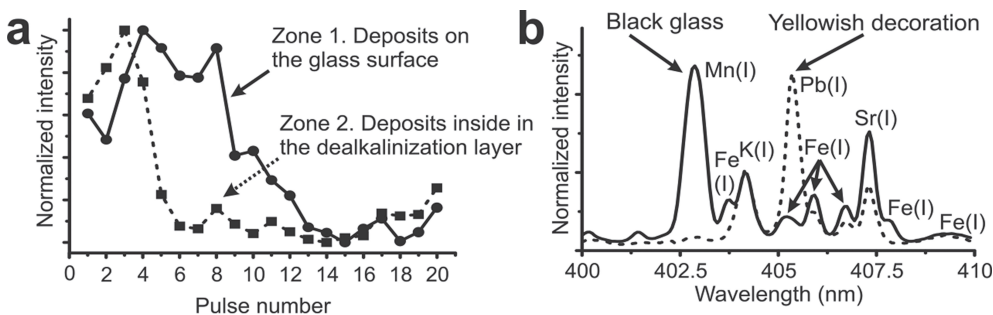 a
Normalized intensity
Zone 1. Deposits on
the glass surface
Zone 2. Deposits inside in
the dealkalinization layer
0 2 4 6 8 10 12 14 16 18 20
Pulse number
b
Normalized intensity
Black glass
Yellowish decoration
Mn(I)
Pb(I)
Fe
(I)
K(I)
Fe(I)
Sr(I)
Fe(I)
Fe(I)
400 402.5 405 407.5 410
Wavelength (nm)